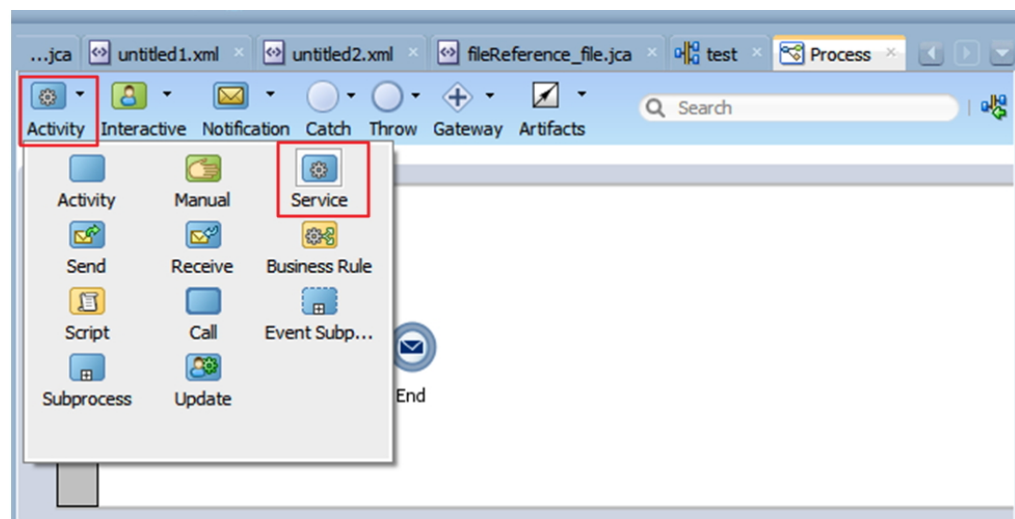 ...jca untitled1.xml untitled2.xml fileReference_file.jca test Process
Search
Activity Interactive Notification Catch Throw Gateway Artifacts
Activity Manual Service
Send Receive Business Rule
Script Call Event Subp...
Subprocess Update
End